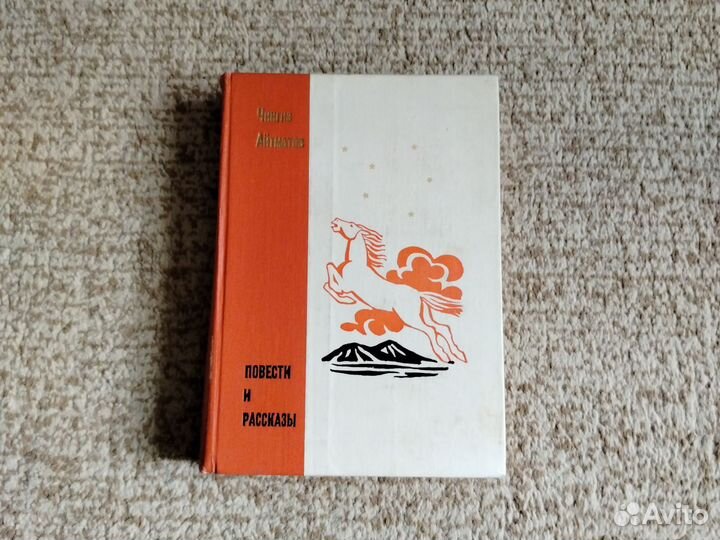 Чингиз
Айтматов
ПОВЕСТИ
И
РАССКАЗЫ
Avito